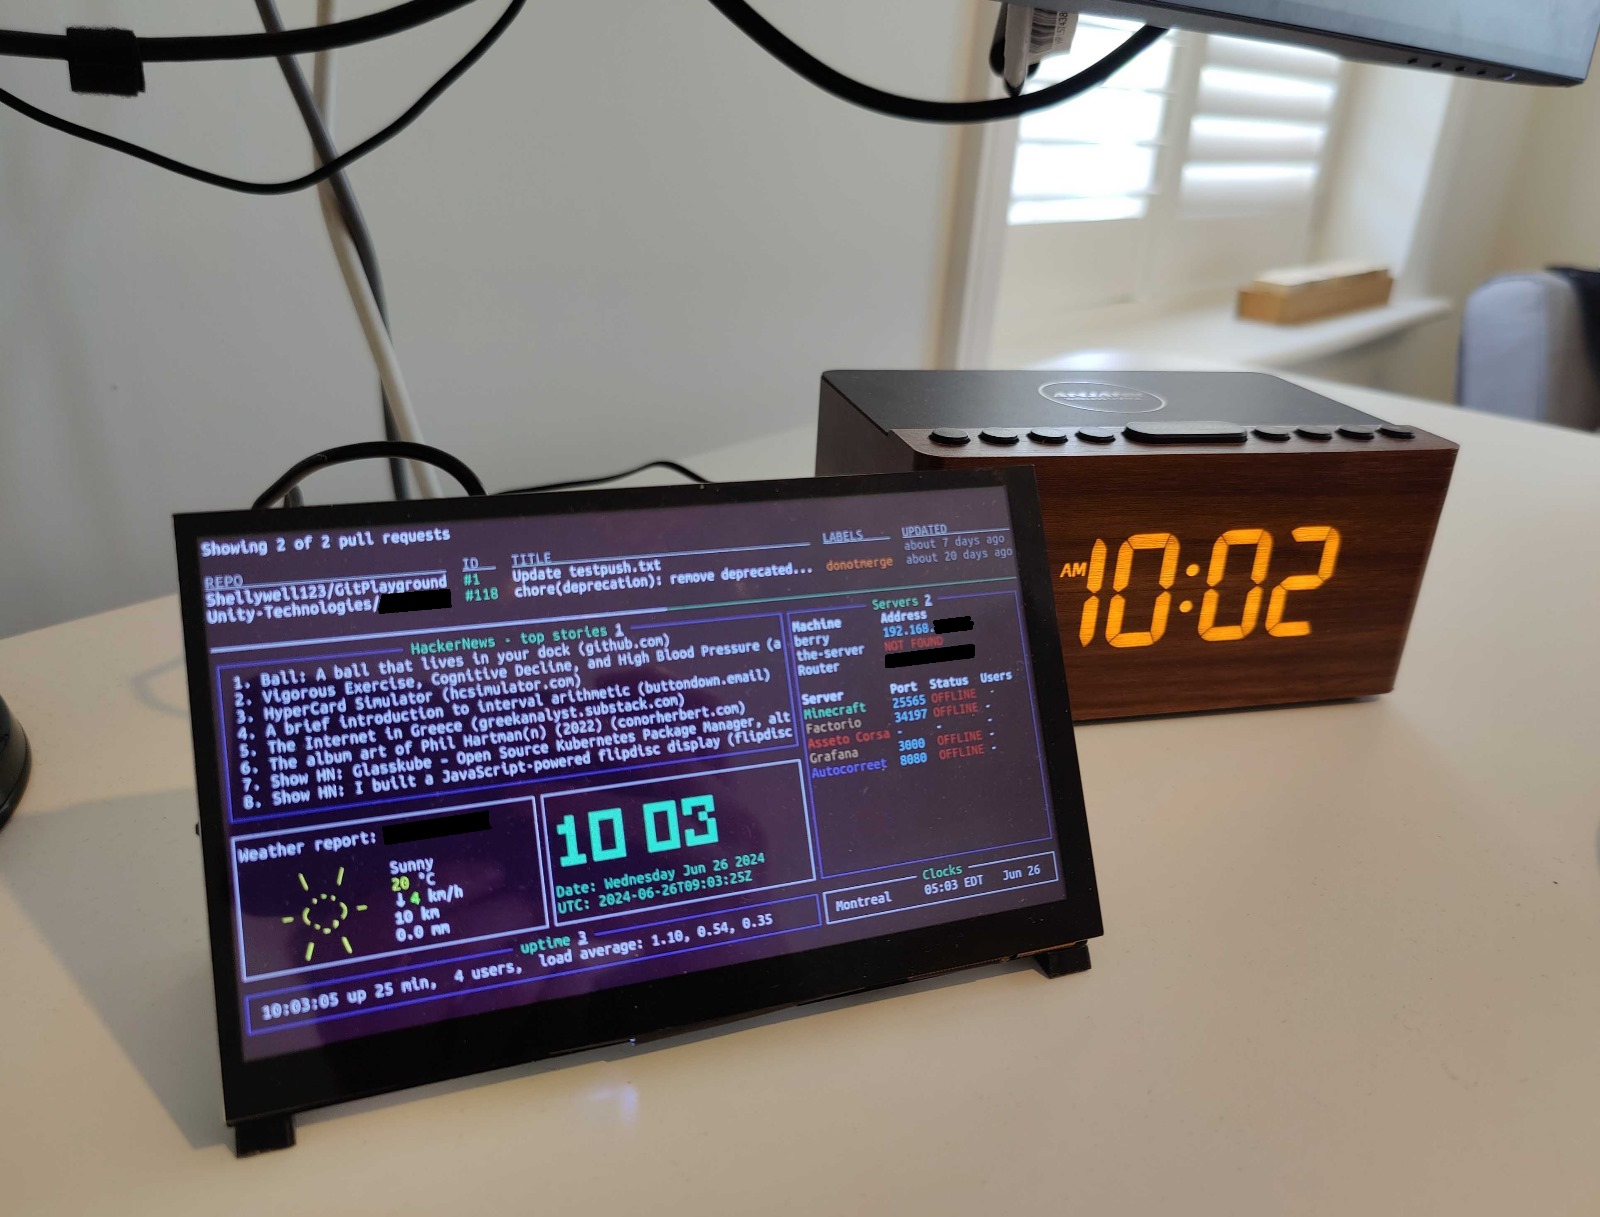 Showing 2 of 2 pull requests
REPO ID TITLE LABELS UPDATED
Shellywell123/GitPlayground #1 Update testpush.txt about 7 days ago
Unity-Technologies/ #118 chore(deprecation): remove deprecated... donotmerge about 20 days ago
HackerNews - top stories 1
1. Ball: A ball that lives in your dock (github.com)
2. Vigorous Exercise, Cognitive Decline, and High Blood Pressure (a
3. HyperCard Simulator (hcsimulator.com)
4. A brief introduction to interval arithmetic (buttondown.email)
5. The Internet in Greece (greekanalyst.substack.com)
6. The album art of Phil Hartman(n) (2022) (conorherbert.com)
7. Show HN: Glasskube - Open Source Kubernetes Package Manager, alt
8. Show HN: I built a JavaScript-powered flipdisc display (flipdisc
Servers 2
Machine Address
berry 192.168.
the-server NOT FOUND
Router
Server Port Status Users
Minecraft 25565 OFFLINE -
Factorio 34197 OFFLINE -
Asseto Corsa - - -
Grafana 3000 OFFLINE -
Autocorrect 8080 OFFLINE -
Weather report:
Sunny
20 °C
↓ 4 km/h
10 km
0.0 mm
10 03
Date: Wednesday Jun 26 2024
UTC: 2024-06-26T09:03:25Z
Clocks
Montreal 05:03 EDT Jun 26
uptime 3
10:03:05 up 25 min, 4 users, load average: 1.10, 0.54, 0.35
AM 10:02